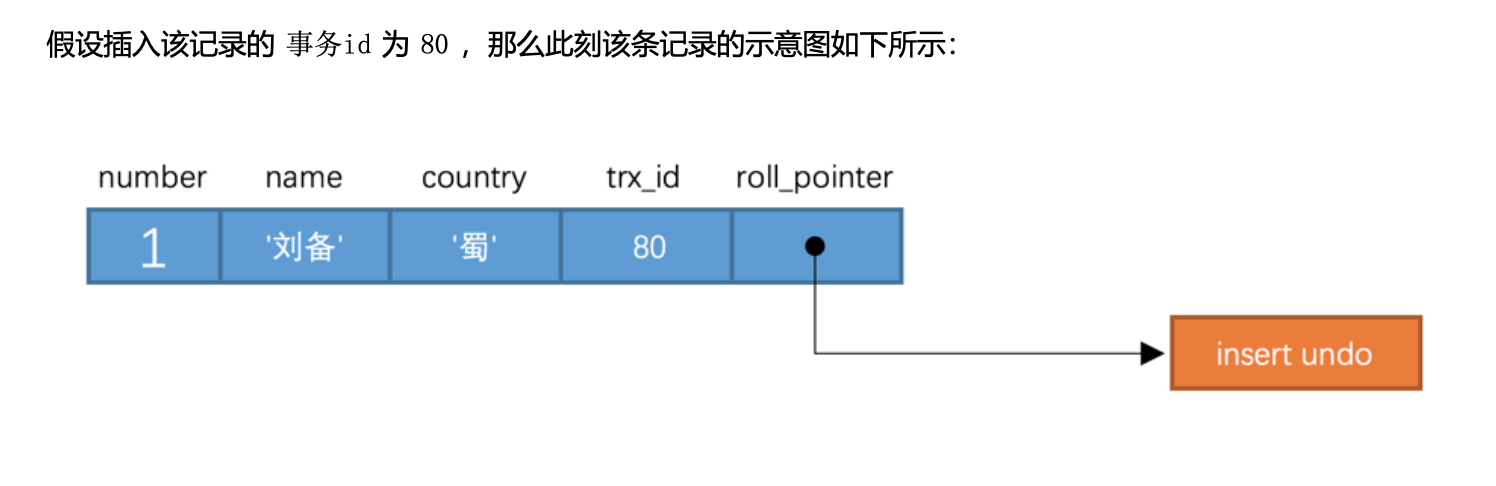 假设插入该记录的 事务id 为 80 ，那么此刻该条记录的示意图如下所示：
number name country trx_id roll_pointer
1 '刘备' '蜀' 80
insert undo